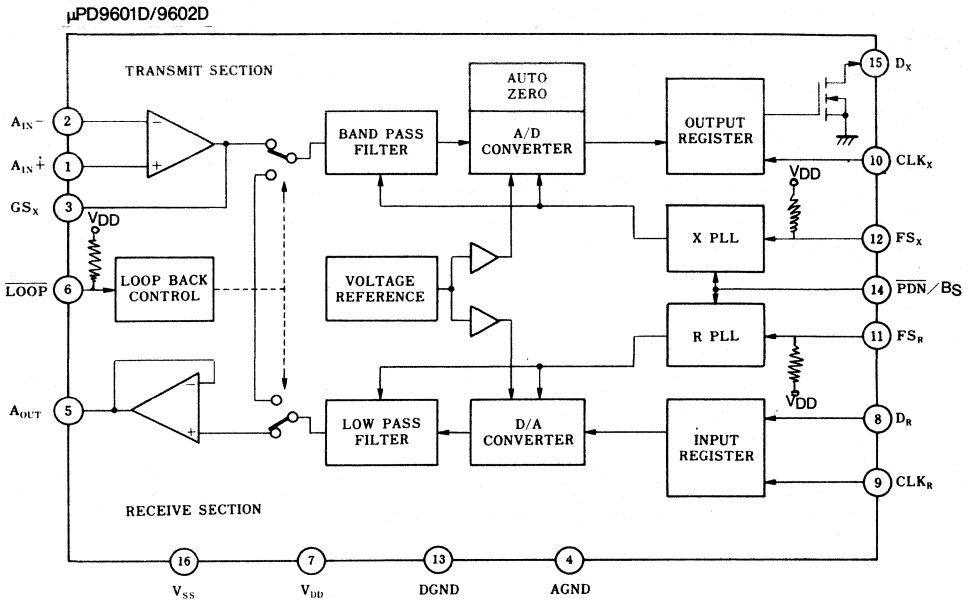 μPD9601D/9602D
TRANSMIT SECTION
AUTO
ZERO
15 Dx
2 AIN−
−
BAND PASS
FILTER
A/D
CONVERTER
OUTPUT
REGISTER
1 AIN+
+
10 CLKx
3 GSx
VDD
VDD
X PLL
12 FSx
6 LOOP
LOOP BACK
CONTROL
VOLTAGE
REFERENCE
14 PDN/BS
R PLL
11 FSR
VDD
AOUT 5
−
+
LOW PASS
FILTER
D/A
CONVERTER
INPUT
REGISTER
8 DR
9 CLKR
RECEIVE SECTION
16
7
13
4
VSS
VDD
DGND
AGND